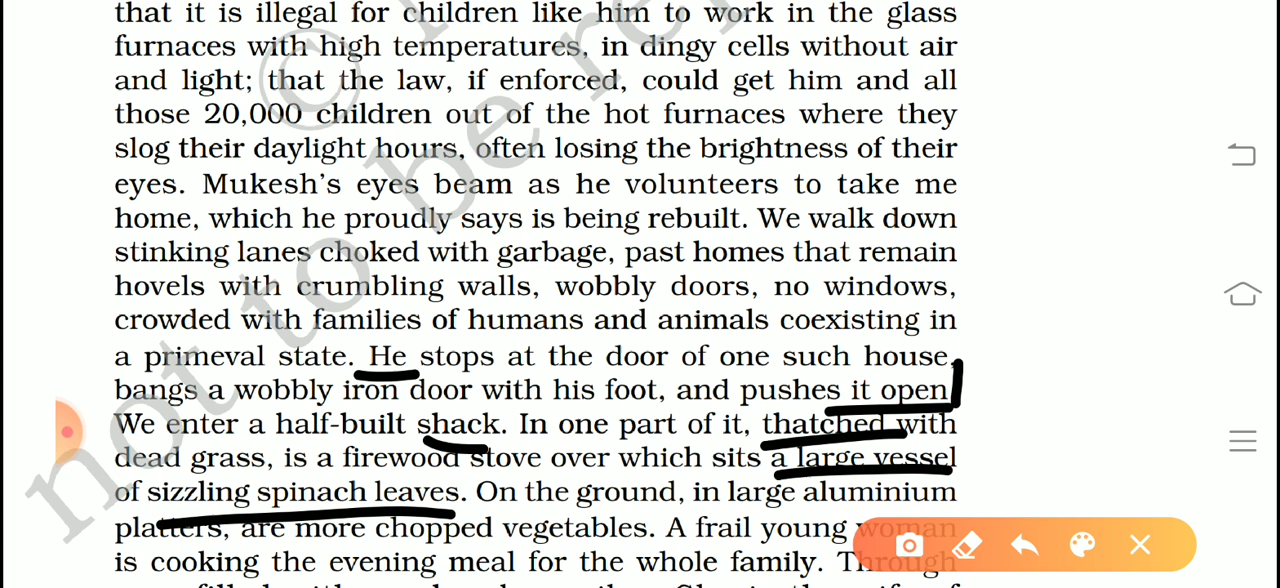 that it is illegal for children like him to work in the glass
furnaces with high temperatures, in dingy cells without air
and light; that the law, if enforced, could get him and all
those 20,000 children out of the hot furnaces where they
slog their daylight hours, often losing the brightness of their
eyes. Mukesh's eyes beam as he volunteers to take me
home, which he proudly says is being rebuilt. We walk down
stinking lanes choked with garbage, past homes that remain
hovels with crumbling walls, wobbly doors, no windows,
crowded with families of humans and animals coexisting in
a primeval state. He stops at the door of one such house,
bangs a wobbly iron door with his foot, and pushes it open.
We enter a half-built shack. In one part of it, thatched with
dead grass, is a firewood stove over which sits a large vessel
of sizzling spinach leaves. On the ground, in large aluminium
platters, are more chopped vegetables. A frail young woman
is cooking the evening meal for the whole family. Through
©
not to be re